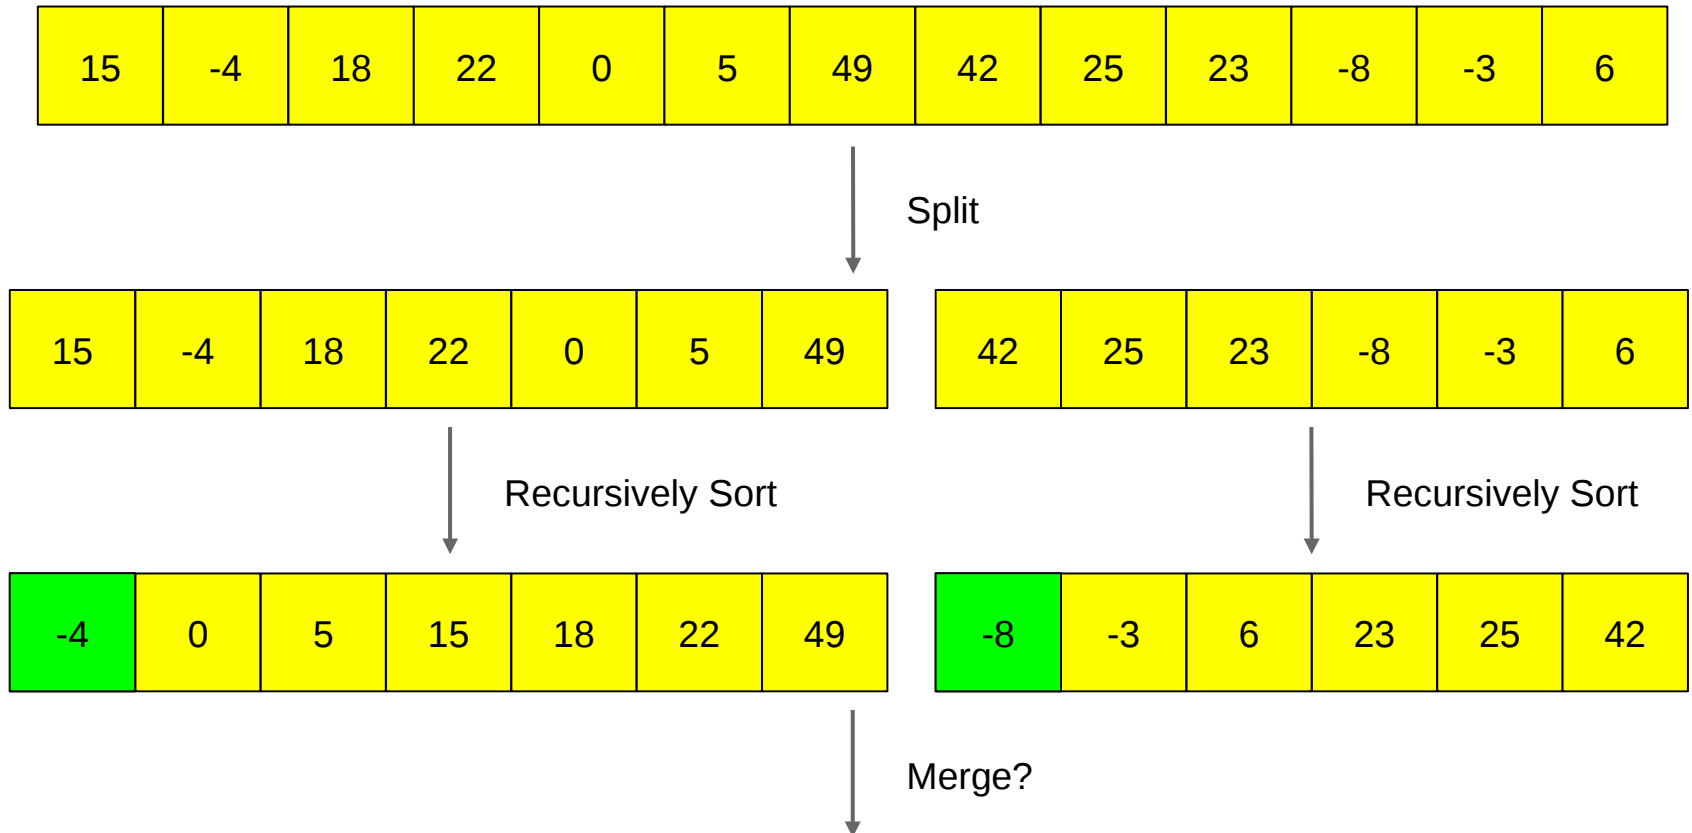 15 -4 18 22 0 5 49 42 25 23 -8 -3 6
Split
15 -4 18 22 0 5 49 42 25 23 -8 -3 6
Recursively Sort Recursively Sort
-4 0 5 15 18 22 49 -8 -3 6 23 25 42
Merge?